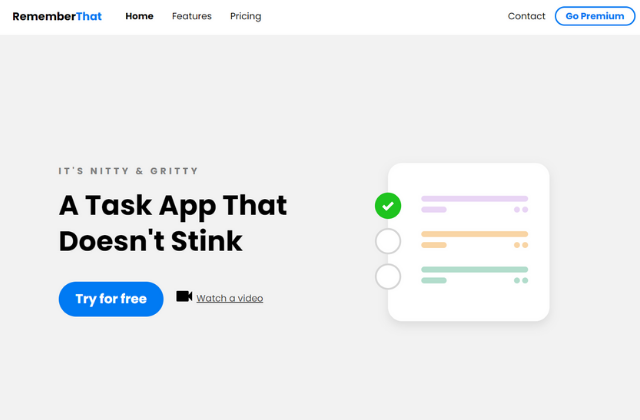 RememberThat Home Features Pricing Contact Go Premium
IT'S NITTY & GRITTY
A Task App That
Doesn't Stink
Try for free Watch a video